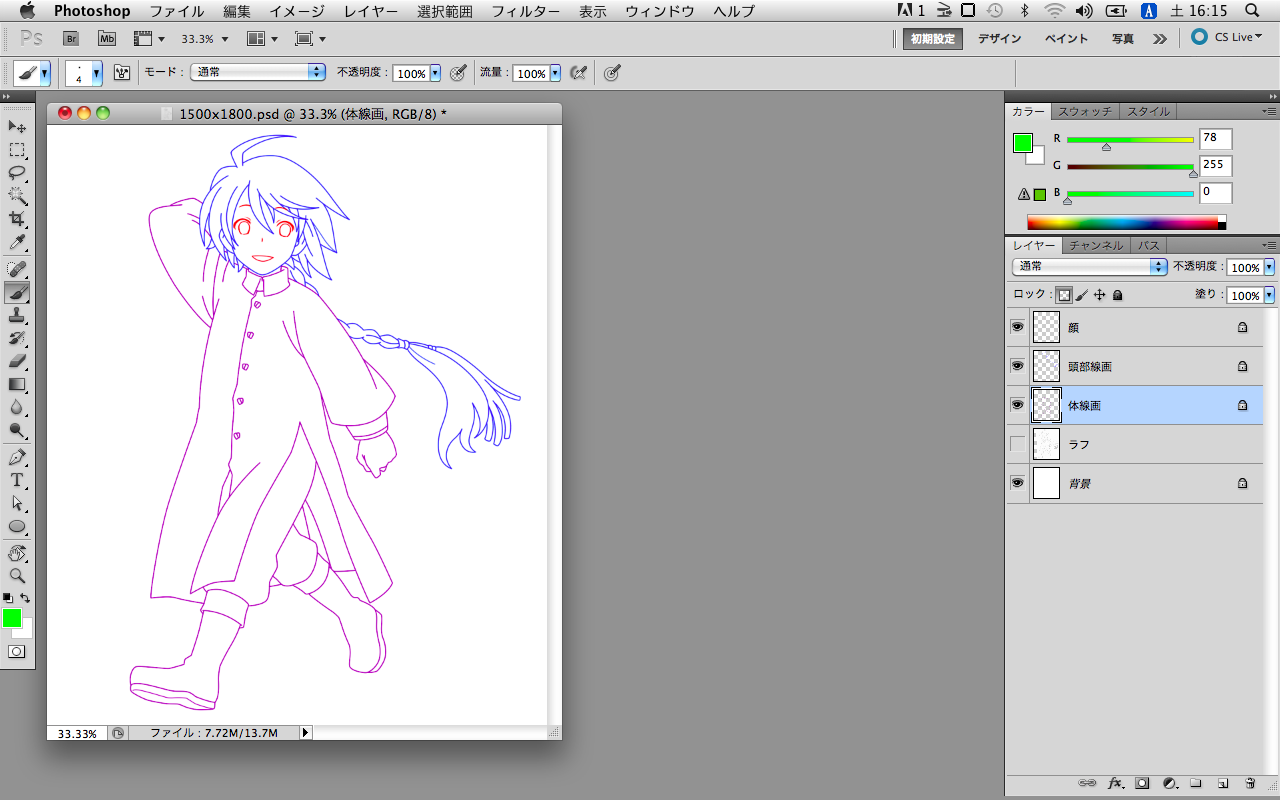 Photoshop ファイル 編集 イメージ レイヤー 選択範囲 フィルター 表示 ウィンドウ ヘルプ 1 A 土 16:15
Ps Br Mb 33.3% 初期設定 デザイン ペイント 写真 CS Live
4 モード : 通常 不透明度 : 100% 流量 : 100%
1500x1800.psd @ 33.3% (体線画, RGB/8) *
カラー スウォッチ スタイル
R 78
G 255
B 0
レイヤー チャンネル パス
通常 不透明度 : 100%
ロック : 塗り : 100%
顔
頭部線画
体線画
ラフ
背景
T
33.33% ファイル : 7.72M/13.7M
fx